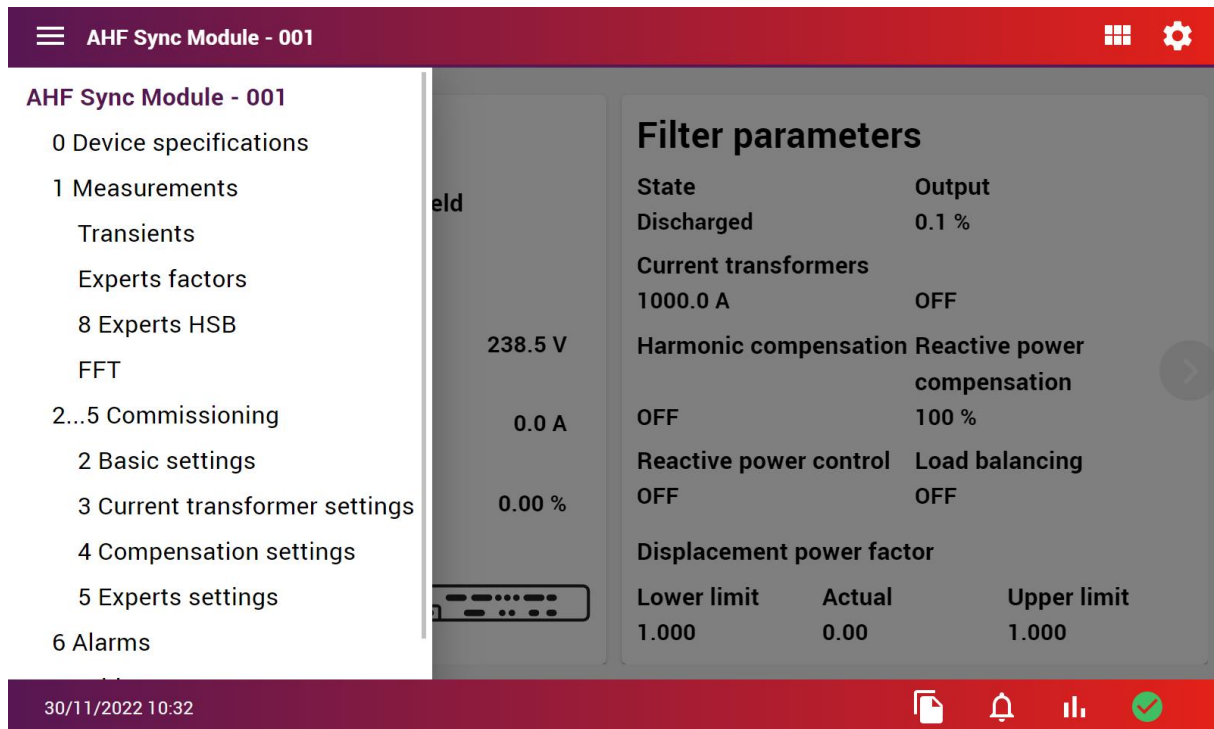 AHF Sync Module - 001
AHF Sync Module - 001
0 Device specifications
1 Measurements
Transients
Experts factors
8 Experts HSB
FFT
2...5 Commissioning
2 Basic settings
3 Current transformer settings
4 Compensation settings
5 Experts settings
6 Alarms
eld
238.5 V
0.0 A
0.00 %
Filter parameters
State Output
Discharged 0.1 %
Current transformers
1000.0 A OFF
Harmonic compensation Reactive power
compensation
OFF 100 %
Reactive power control Load balancing
OFF OFF
Displacement power factor
Lower limit Actual Upper limit
1.000 0.00 1.000
30/11/2022 10:32